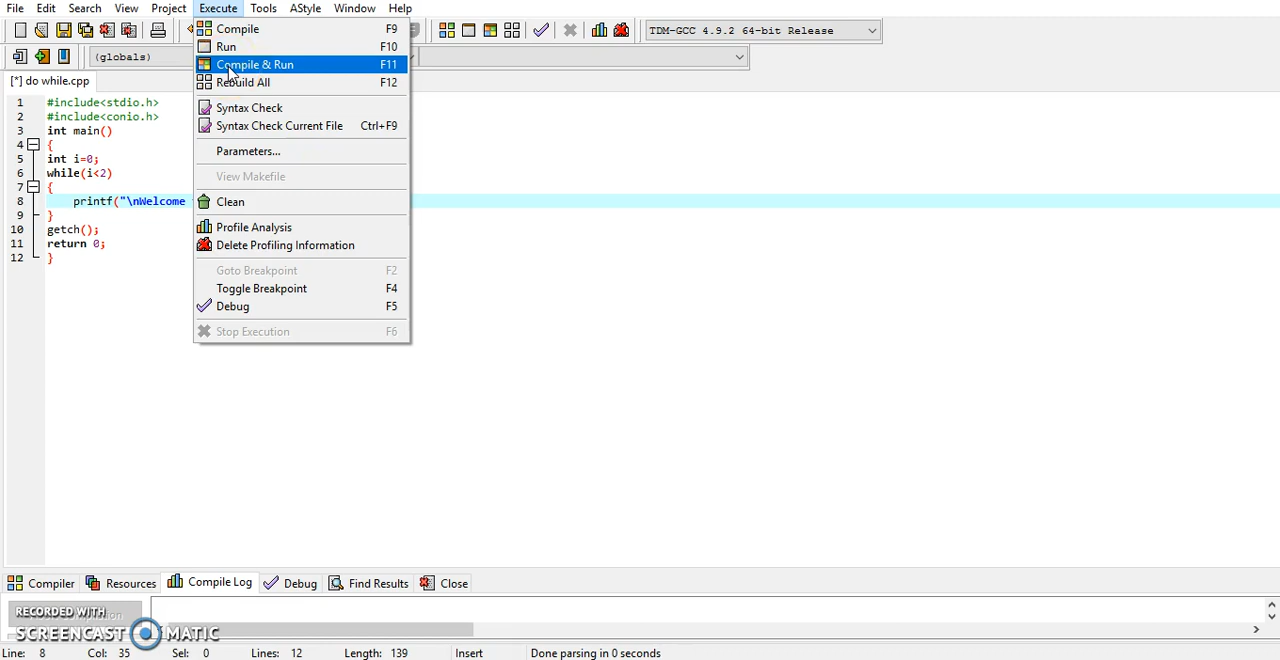 File Edit Search View Project Execute Tools AStyle Window Help
TDM-GCC 4.9.2 64-bit Release
(globals)
Compile F9
Run F10
Compile & Run F11
Rebuild All F12
Syntax Check
Syntax Check Current File Ctrl+F9
Parameters...
View Makefile
Clean
Profile Analysis
Delete Profiling Information
Goto Breakpoint F2
Toggle Breakpoint F4
Debug F5
Stop Execution F6
[*] do while.cpp
1 #include<stdio.h>
2 #include<conio.h>
3 int main()
4 {
5 int i=0;
6 while(i<2)
7 {
8 printf("\nWelcome
9 }
10 getch();
11 return 0;
12 }
Compiler Resources Compile Log Debug Find Results Close
RECORDED WITH
SCREENCAST MATIC
Line: 8 Col: 35 Sel: 0 Lines: 12 Length: 139 Insert Done parsing in 0 seconds